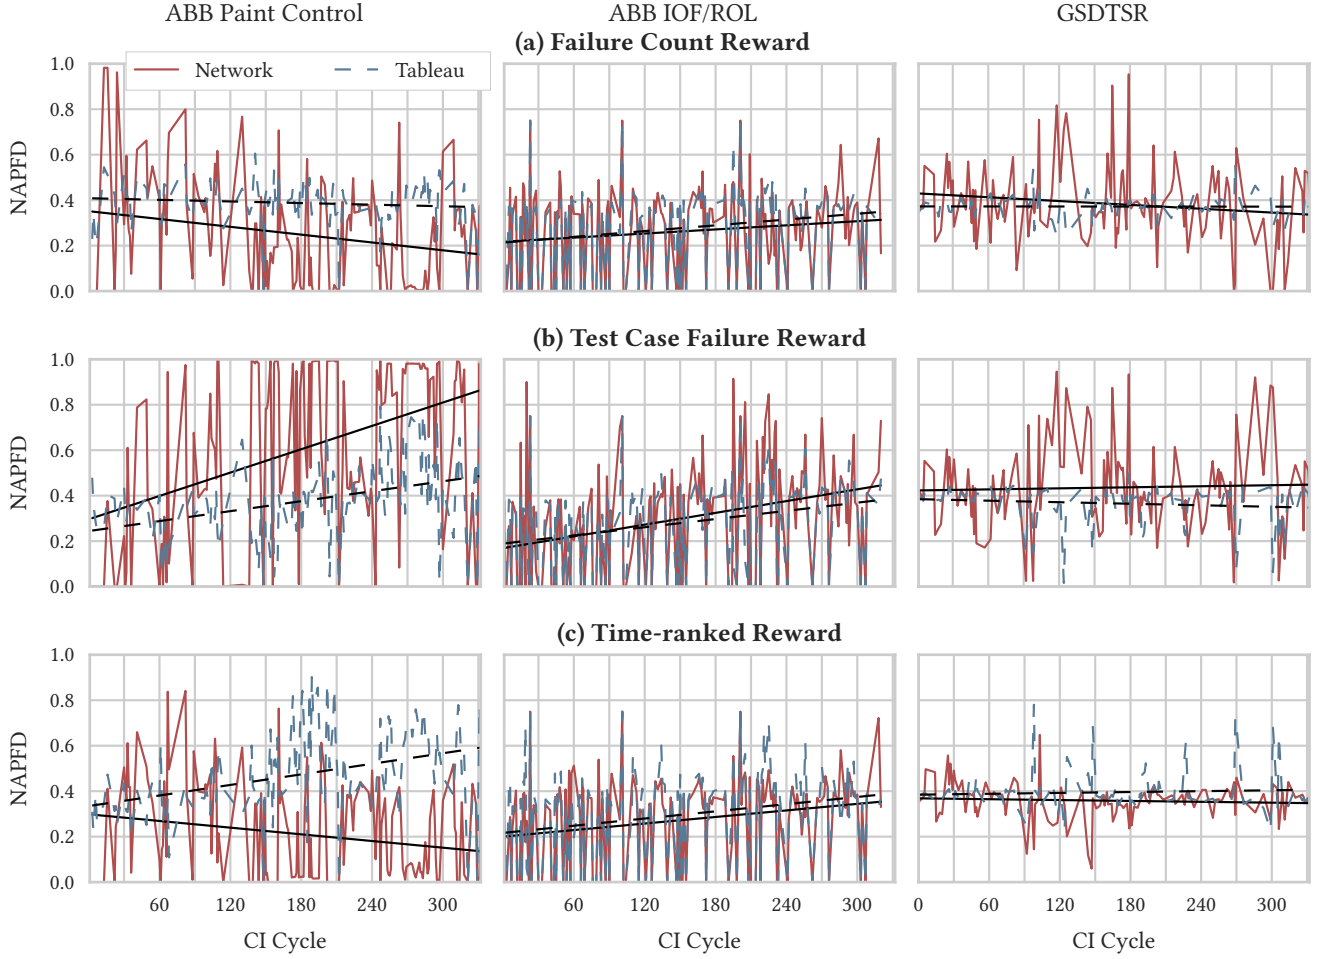 ABB Paint Control ABB IOF/ROL GSDTSR
(a) Failure Count Reward
Network Tableau
NAPFD
1.0
0.8
0.6
0.4
0.2
0.0
(b) Test Case Failure Reward
NAPFD
1.0
0.8
0.6
0.4
0.2
0.0
(c) Time-ranked Reward
NAPFD
1.0
0.8
0.6
0.4
0.2
0.0
60 120 180 240 300 60 120 180 240 300 0 60 120 180 240 300
CI Cycle CI Cycle CI Cycle